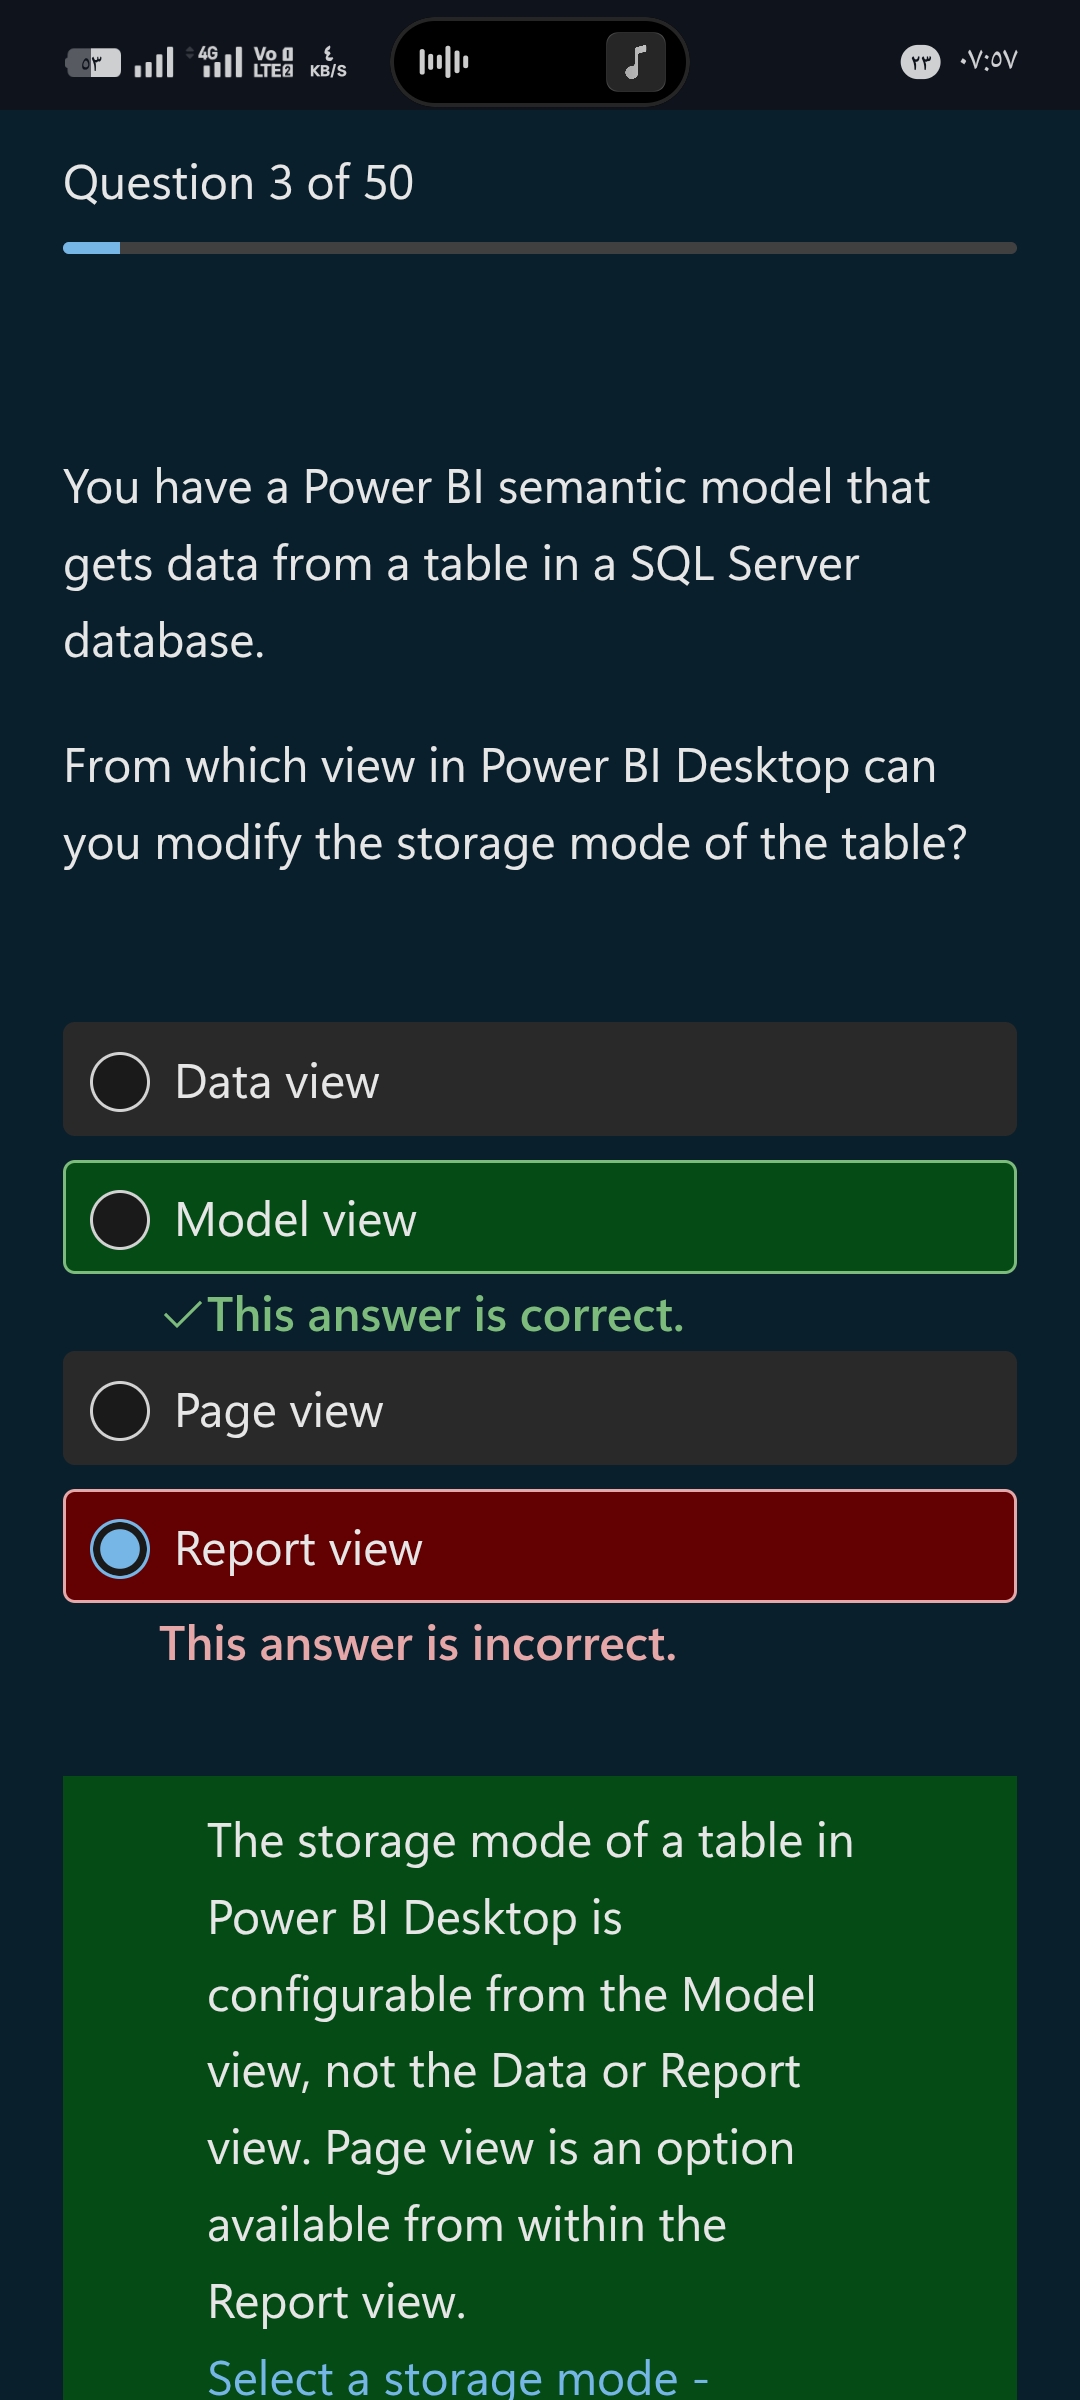 ٥٣ 4G Vo 1 LTE 2 ٤ KB/S ٢٣ ٠٧:٥٧
Question 3 of 50
You have a Power BI semantic model that
gets data from a table in a SQL Server
database.
From which view in Power BI Desktop can
you modify the storage mode of the table?
Data view
Model view
✓This answer is correct.
Page view
Report view
This answer is incorrect.
The storage mode of a table in
Power BI Desktop is
configurable from the Model
view, not the Data or Report
view. Page view is an option
available from within the
Report view.
Select a storage mode -